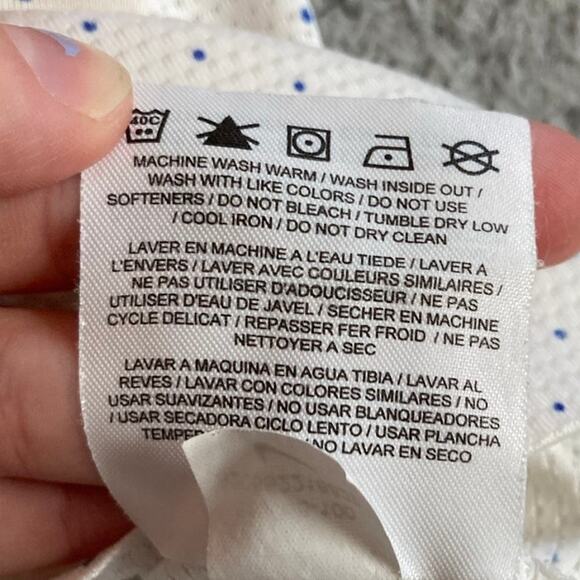 40C
MACHINE WASH WARM / WASH INSIDE OUT /
WASH WITH LIKE COLORS / DO NOT USE
SOFTENERS / DO NOT BLEACH / TUMBLE DRY LOW
/ COOL IRON / DO NOT DRY CLEAN
LAVER EN MACHINE A L'EAU TIEDE / LAVER A
L'ENVERS / LAVER AVEC COULEURS SIMILAIRES /
NE PAS UTILISER D'ADOUCISSEUR / NE PAS
UTILISER D'EAU DE JAVEL / SECHER EN MACHINE
CYCLE DELICAT / REPASSER FER FROID / NE PAS
NETTOYER A SEC
LAVAR A MAQUINA EN AGUA TIBIA / LAVAR AL
REVES / LAVAR CON COLORES SIMILARES / NO
USAR SUAVIZANTES / NO USAR BLANQUEADORES
/ USAR SECADORA CICLO LENTO / USAR PLANCHA
/ NO LAVAR EN SECO